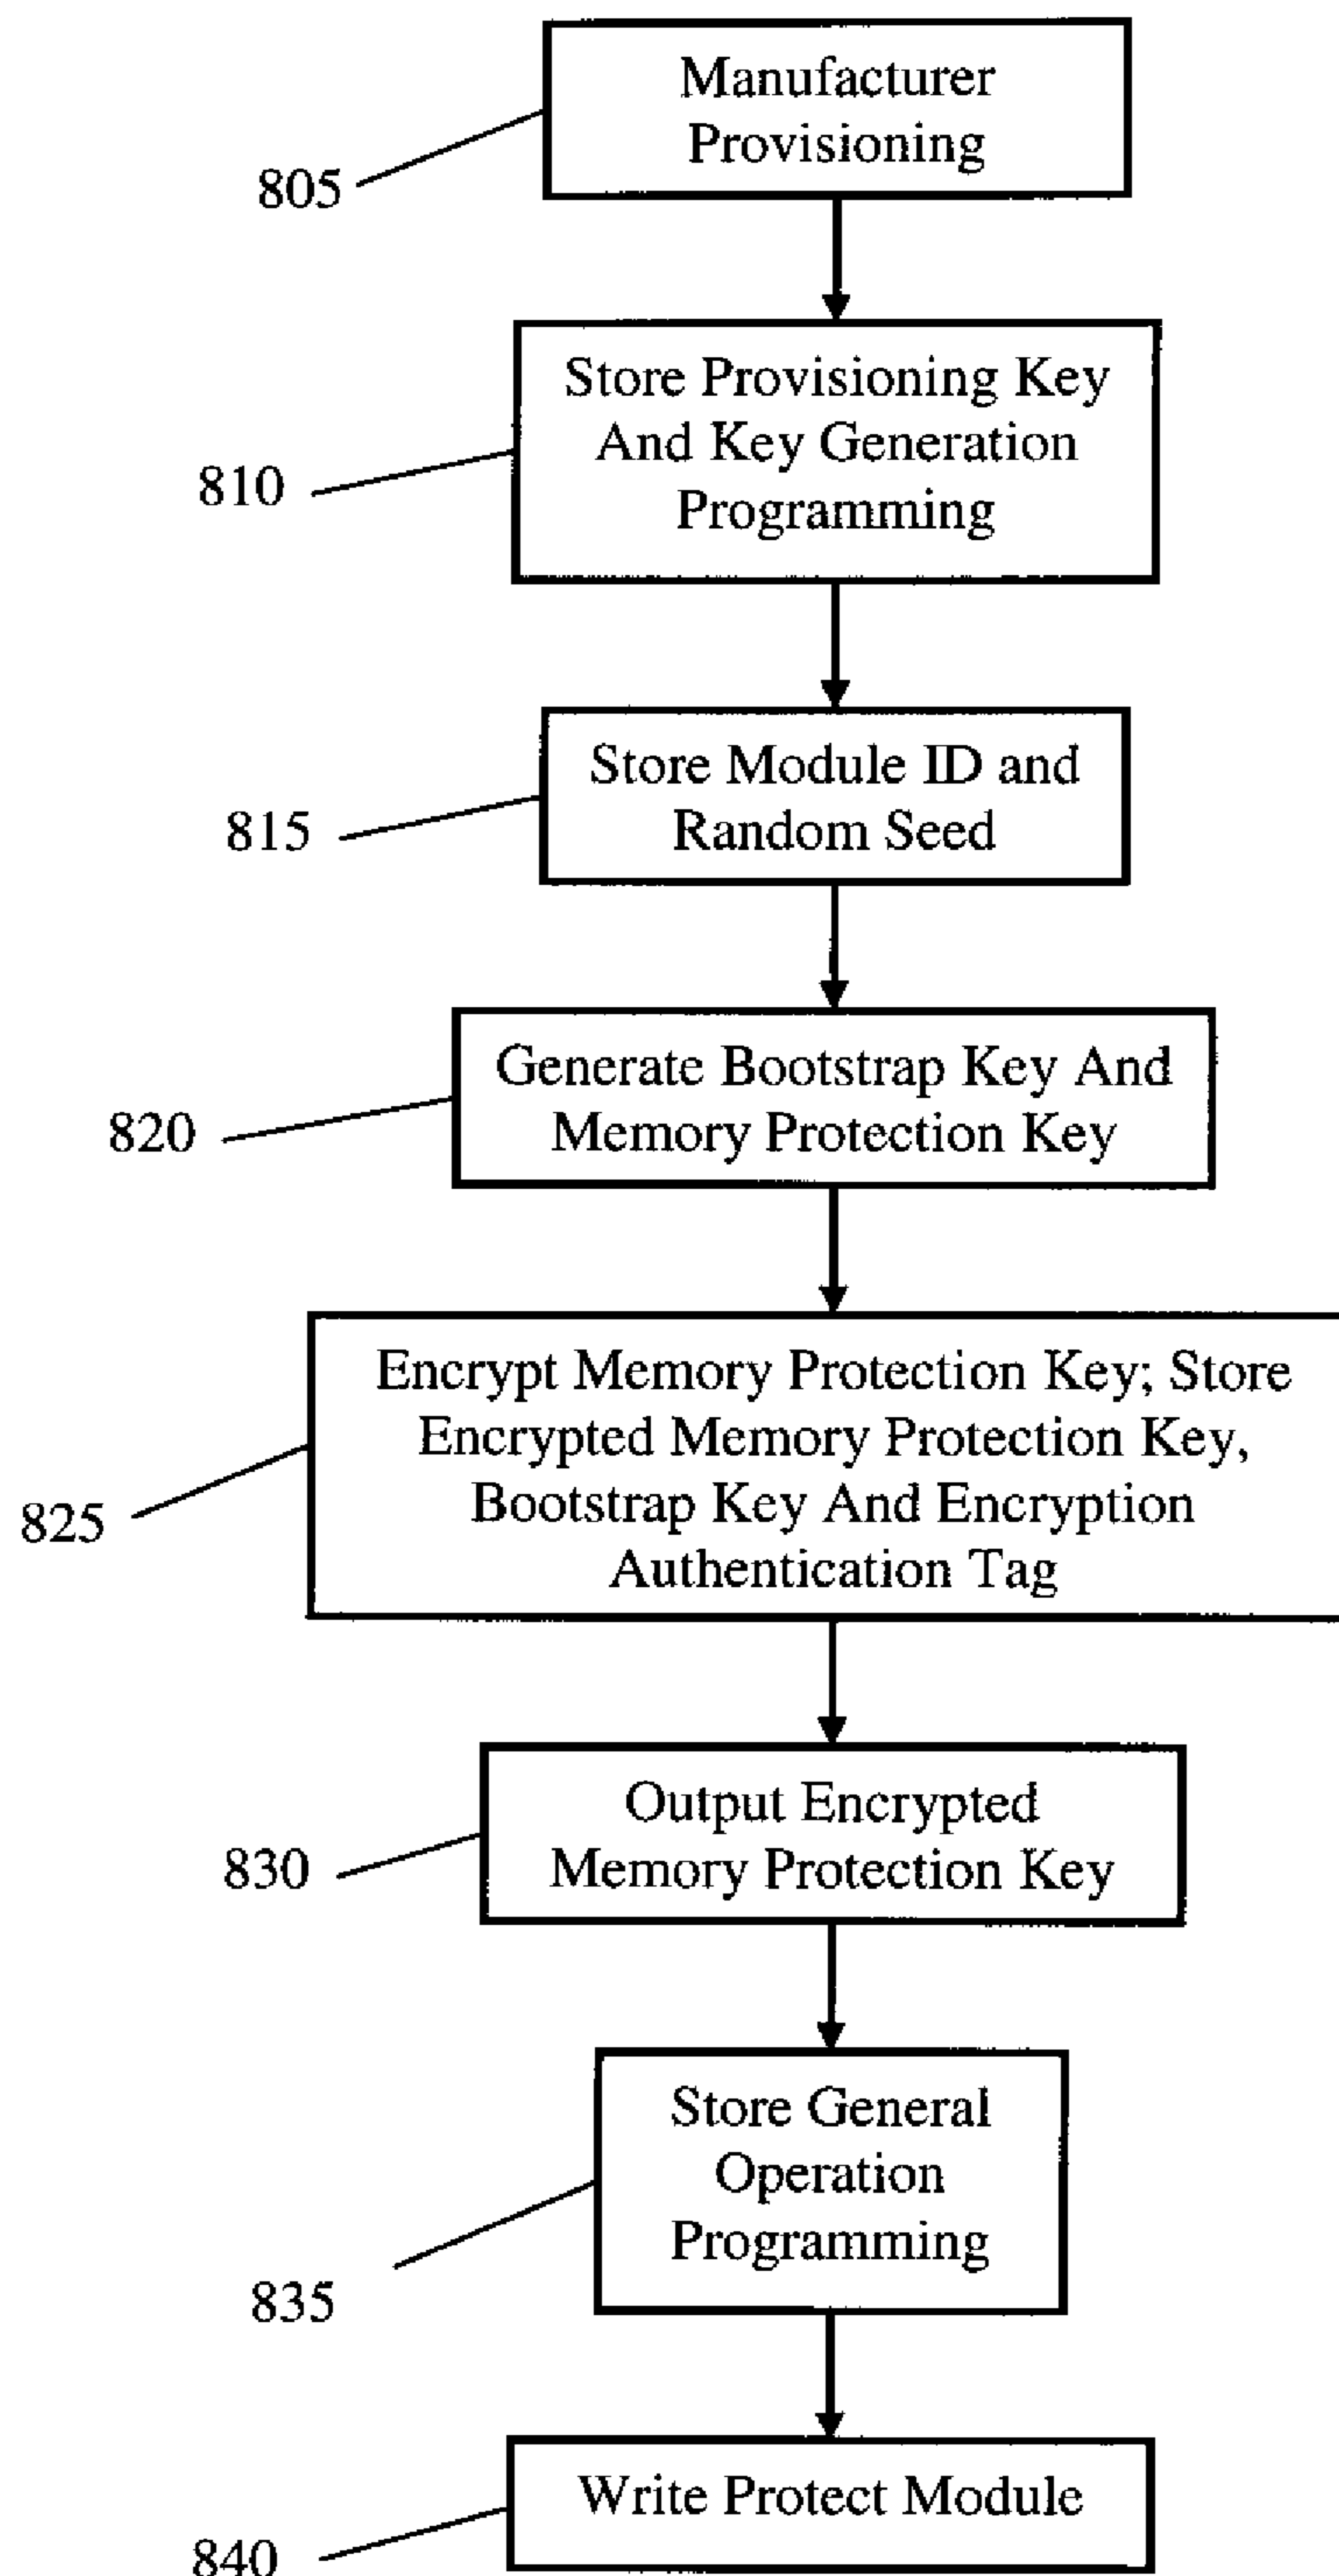 Manufacturer
Provisioning
805
Store Provisioning Key
And Key Generation
Programming
810
Store Module ID and
Random Seed
815
Generate Bootstrap Key And
Memory Protection Key
820
Encrypt Memory Protection Key; Store
Encrypted Memory Protection Key,
Bootstrap Key And Encryption
Authentication Tag
825
Output Encrypted
Memory Protection Key
830
Store General
Operation
Programming
835
Write Protect Module
840